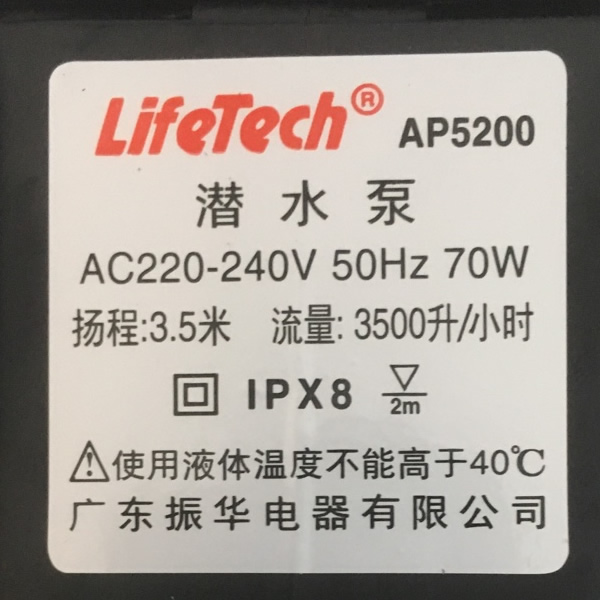 LifeTech® AP5200
潜水泵
AC220-240V 50Hz 70W
扬程:3.5米 流量: 3500升/小时
IPX8 2m
使用液体温度不能高于40℃
广东振华电器有限公司